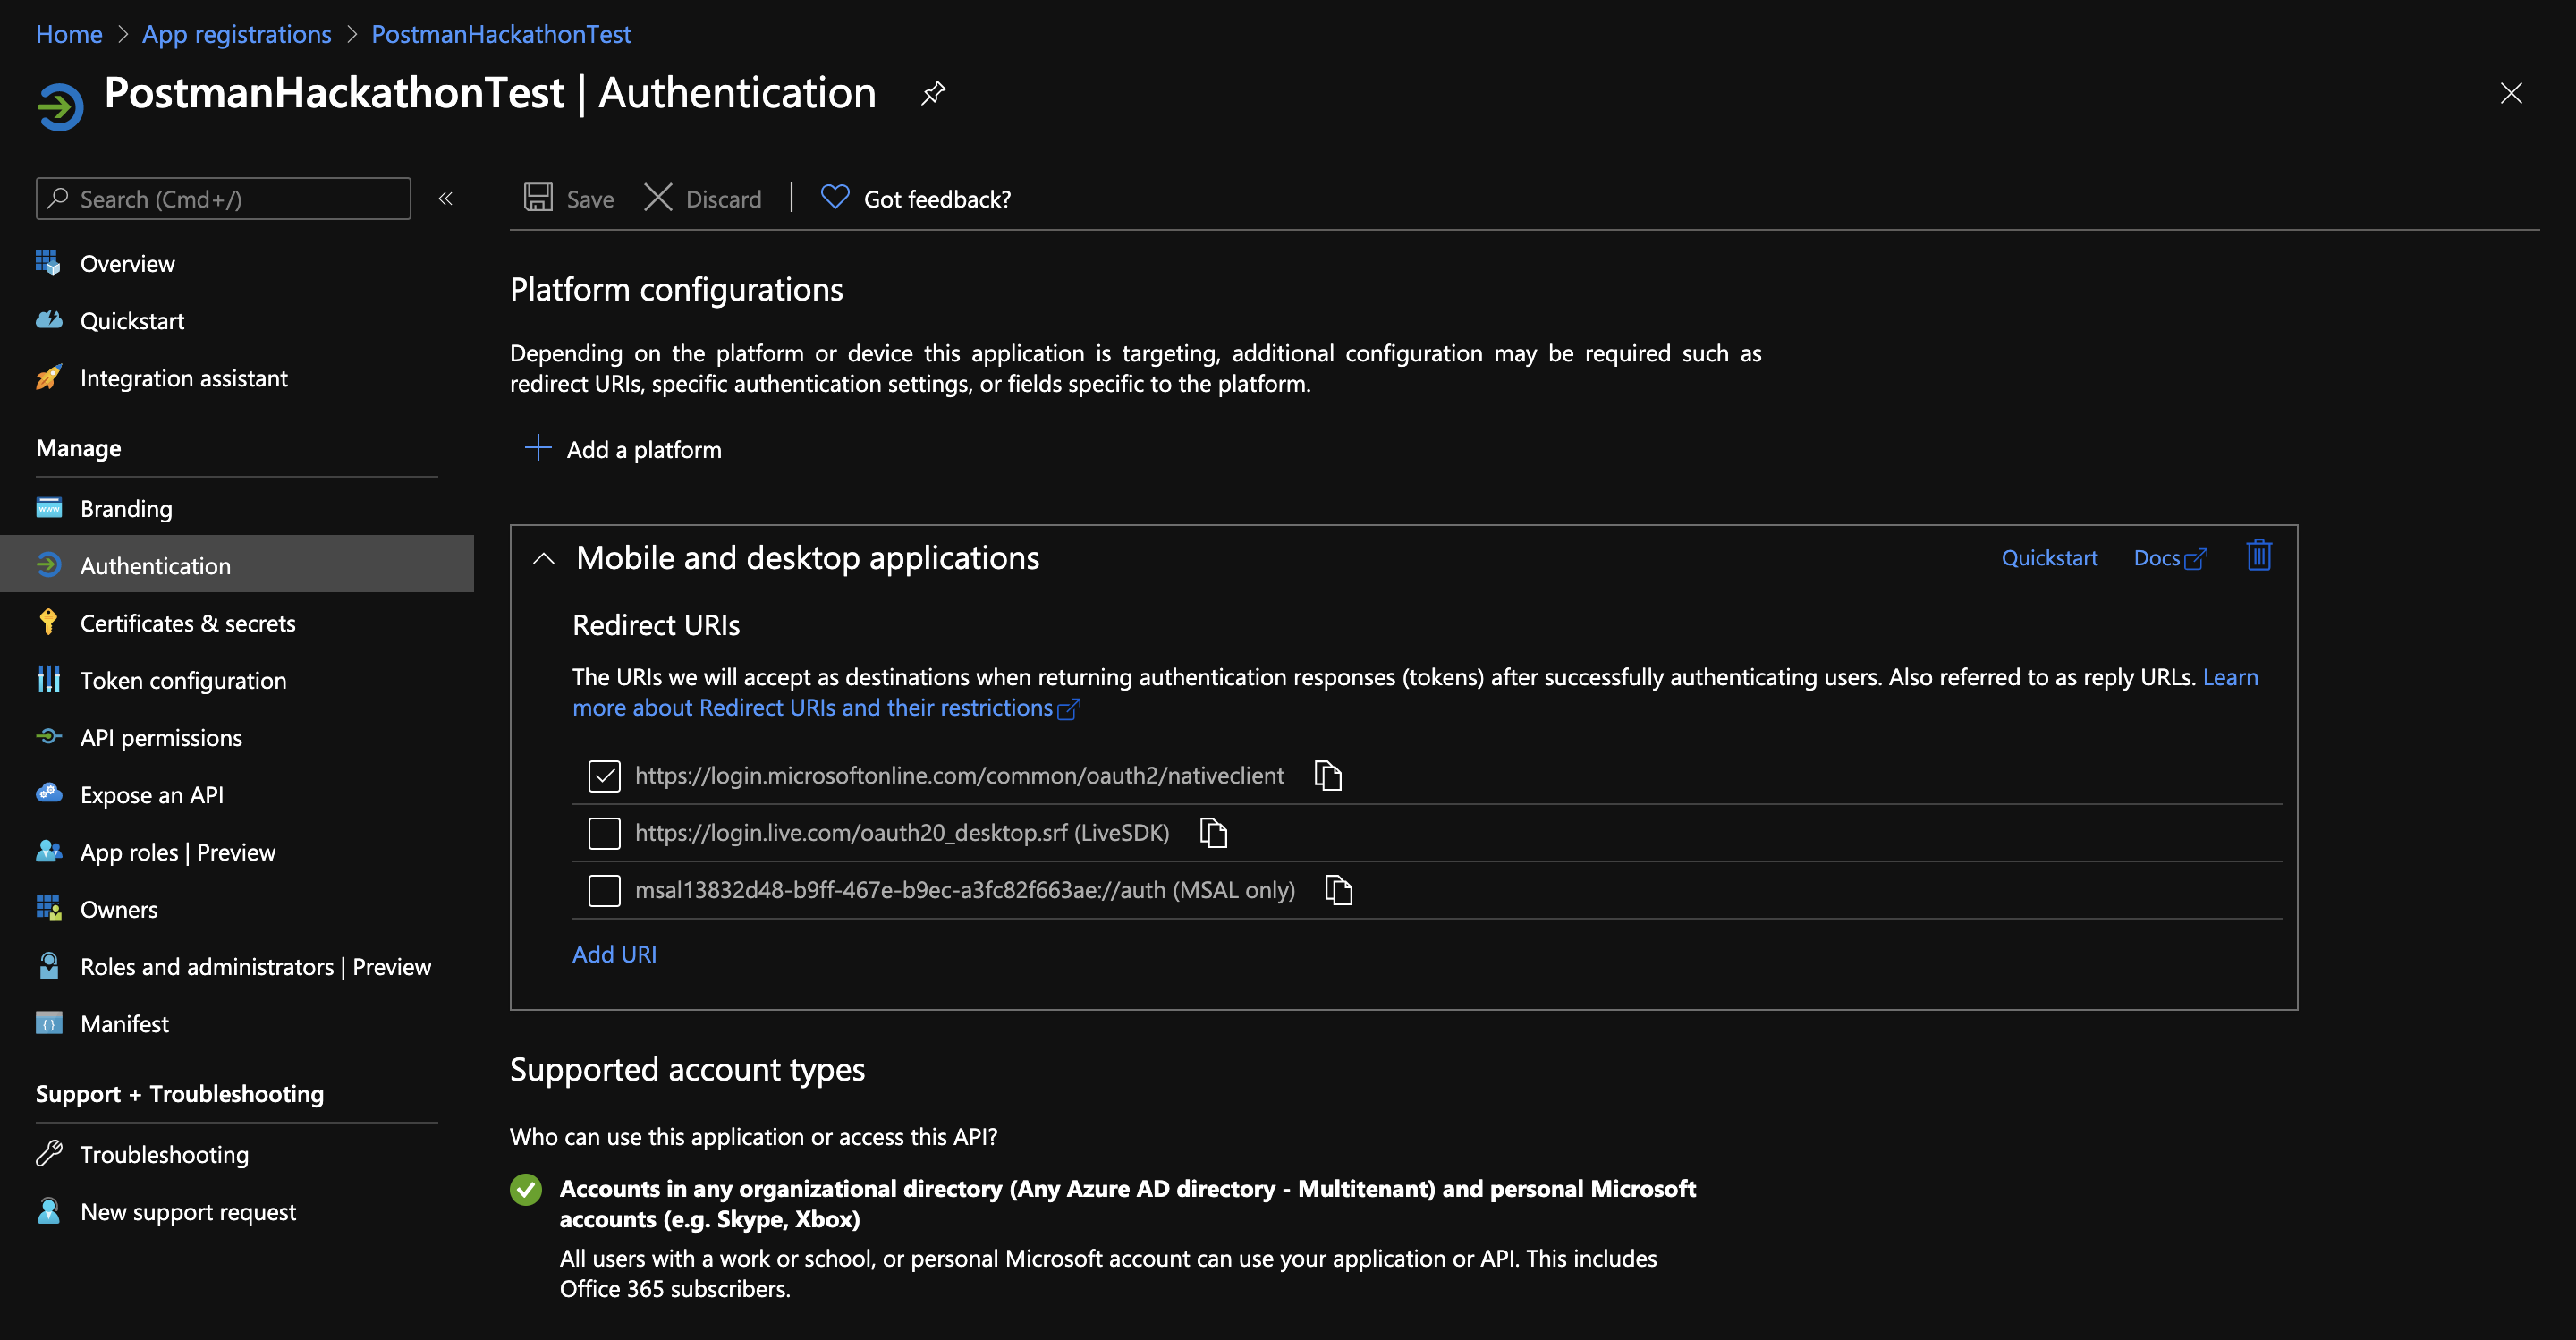 Home > App registrations > PostmanHackathonTest
PostmanHackathonTest | Authentication
Search (Cmd+/)
«
Overview
Quickstart
Integration assistant
Manage
www
Branding
Authentication
Certificates & secrets
Token configuration
API permissions
Expose an API
App roles | Preview
Owners
Roles and administrators | Preview
Manifest
Support + Troubleshooting
Troubleshooting
New support request
Save
Discard
Got feedback?
Platform configurations
Depending on the platform or device this application is targeting, additional configuration may be required such as
redirect URIs, specific authentication settings, or fields specific to the platform.
Add a platform
Mobile and desktop applications
Quickstart
Docs
Redirect URIs
The URIs we will accept as destinations when returning authentication responses (tokens) after successfully authenticating users. Also referred to as reply URLs. Learn
more about Redirect URIs and their restrictions
https://login.microsoftonline.com/common/oauth2/nativeclient
https://login.live.com/oauth20_desktop.srf (LiveSDK)
msal13832d48-b9ff-467e-b9ec-a3fc82f663ae://auth (MSAL only)
Add URI
Supported account types
Who can use this application or access this API?
Accounts in any organizational directory (Any Azure AD directory - Multitenant) and personal Microsoft
accounts (e.g. Skype, Xbox)
All users with a work or school, or personal Microsoft account can use your application or API. This includes
Office 365 subscribers.